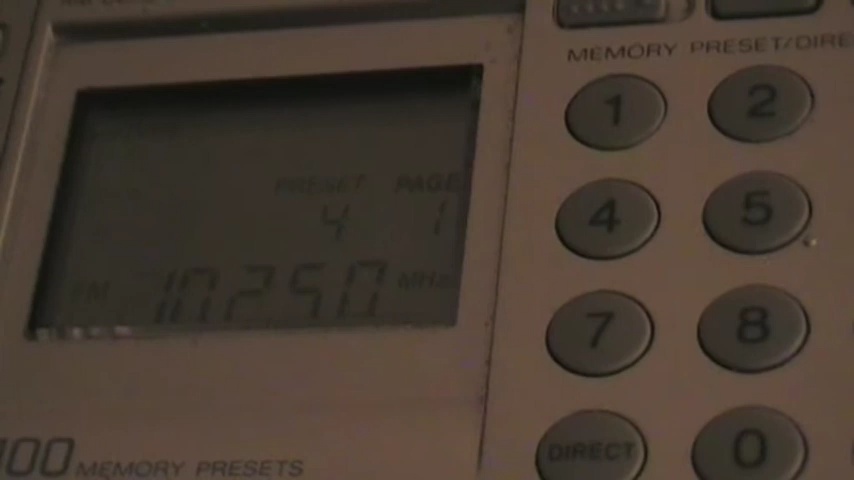 MEMORY PRESET/DIRE
1 2
PRESET PAGE
4 1
4 5
FM 102.50 MHz
7 8
100 MEMORY PRESETS
DIRECT 0